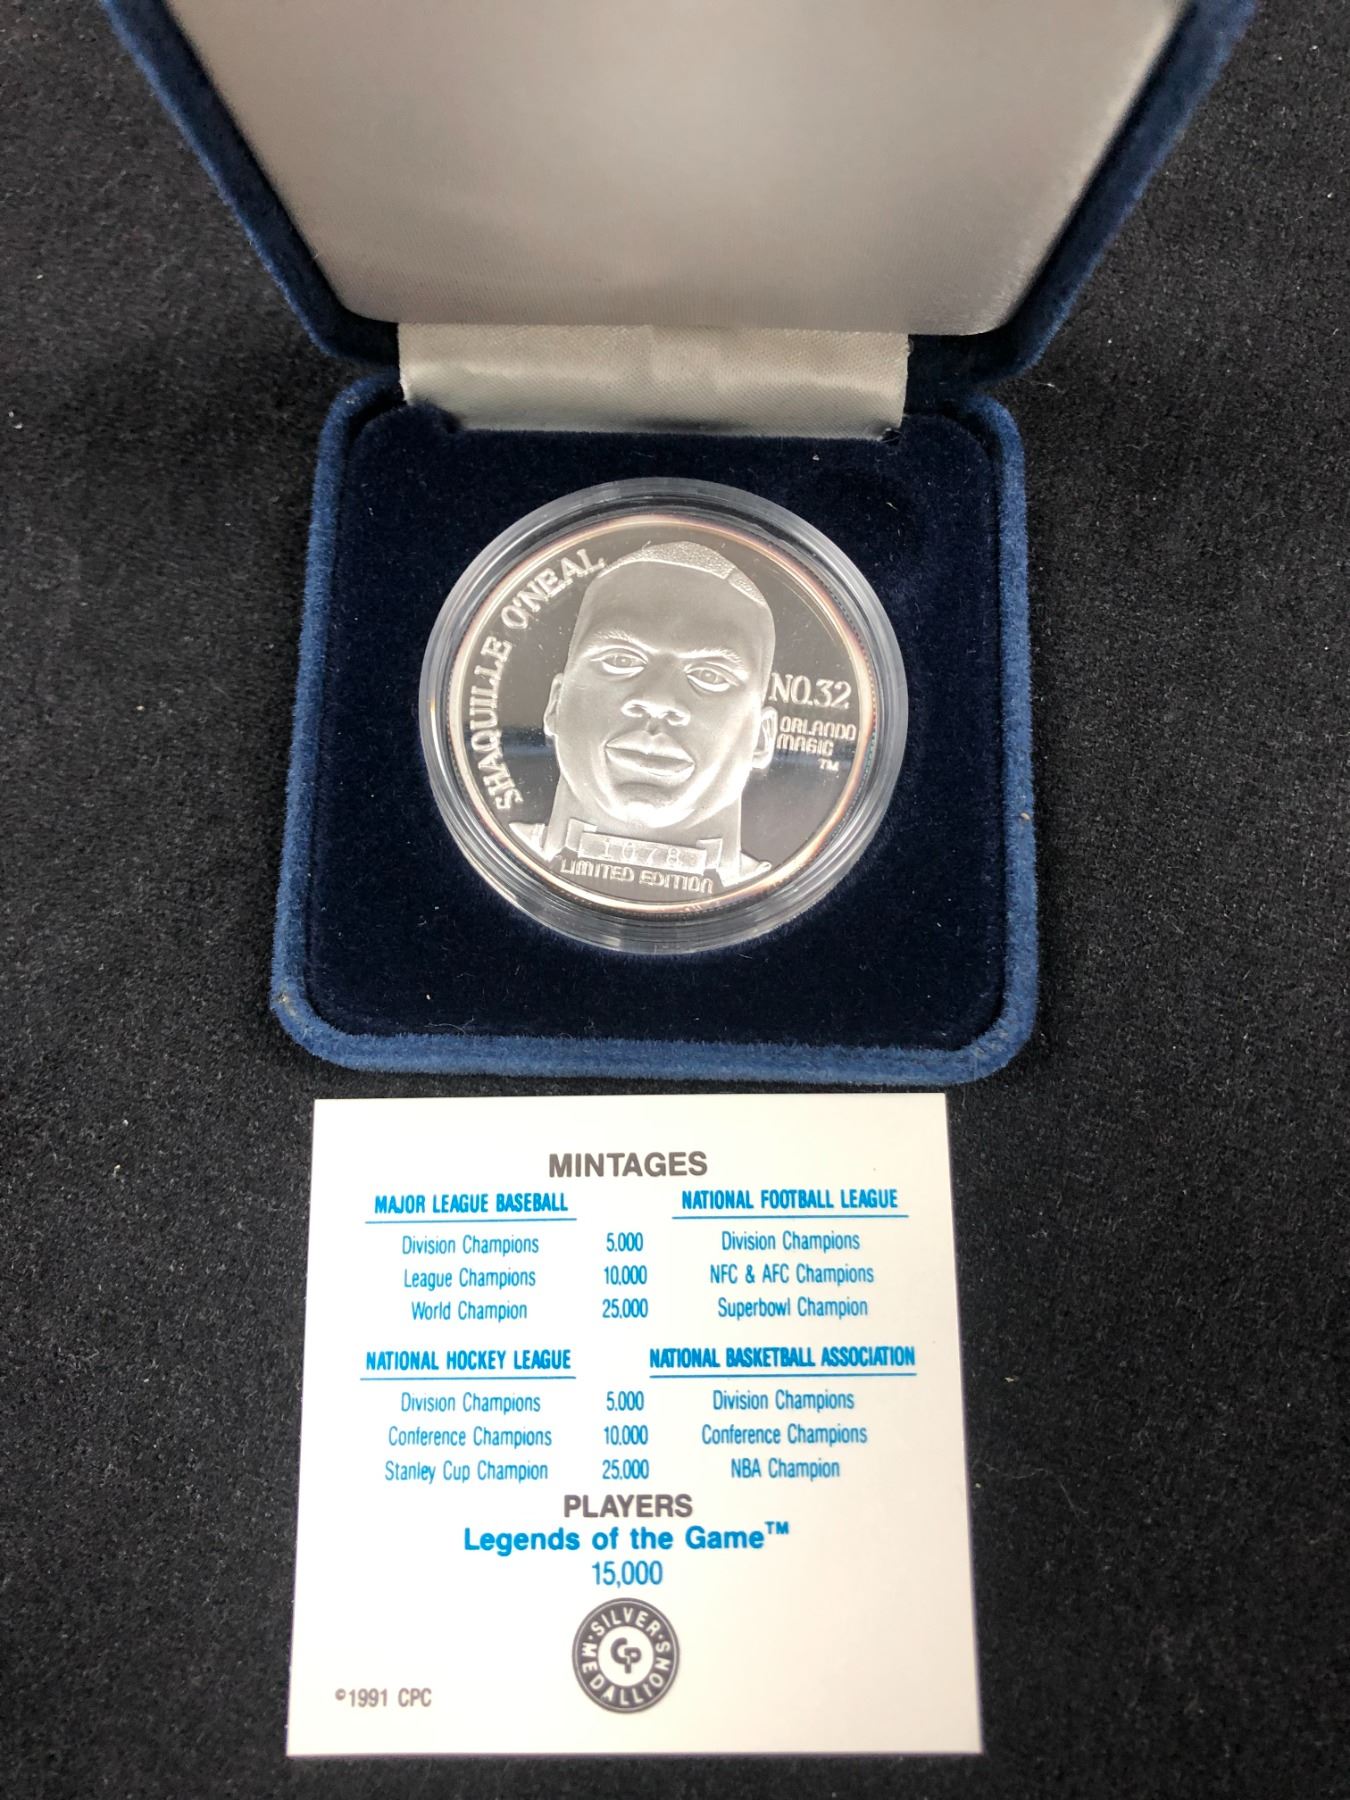 SHAQUILLE O'NEAL
NO.32
ORLANDO
MAGIC
TM
1078
LIMITED EDITION
MINTAGES
MAJOR LEAGUE BASEBALL
Division Champions 5,000
League Champions 10,000
World Champion 25,000
NATIONAL FOOTBALL LEAGUE
Division Champions
NFC & AFC Champions
Superbowl Champion
NATIONAL HOCKEY LEAGUE
Division Champions 5,000
Conference Champions 10,000
Stanley Cup Champion 25,000
NATIONAL BASKETBALL ASSOCIATION
Division Champions
Conference Champions
NBA Champion
PLAYERS
Legends of the Game™
15,000
SILVER
CP
MEDALLIONS
©1991 CPC